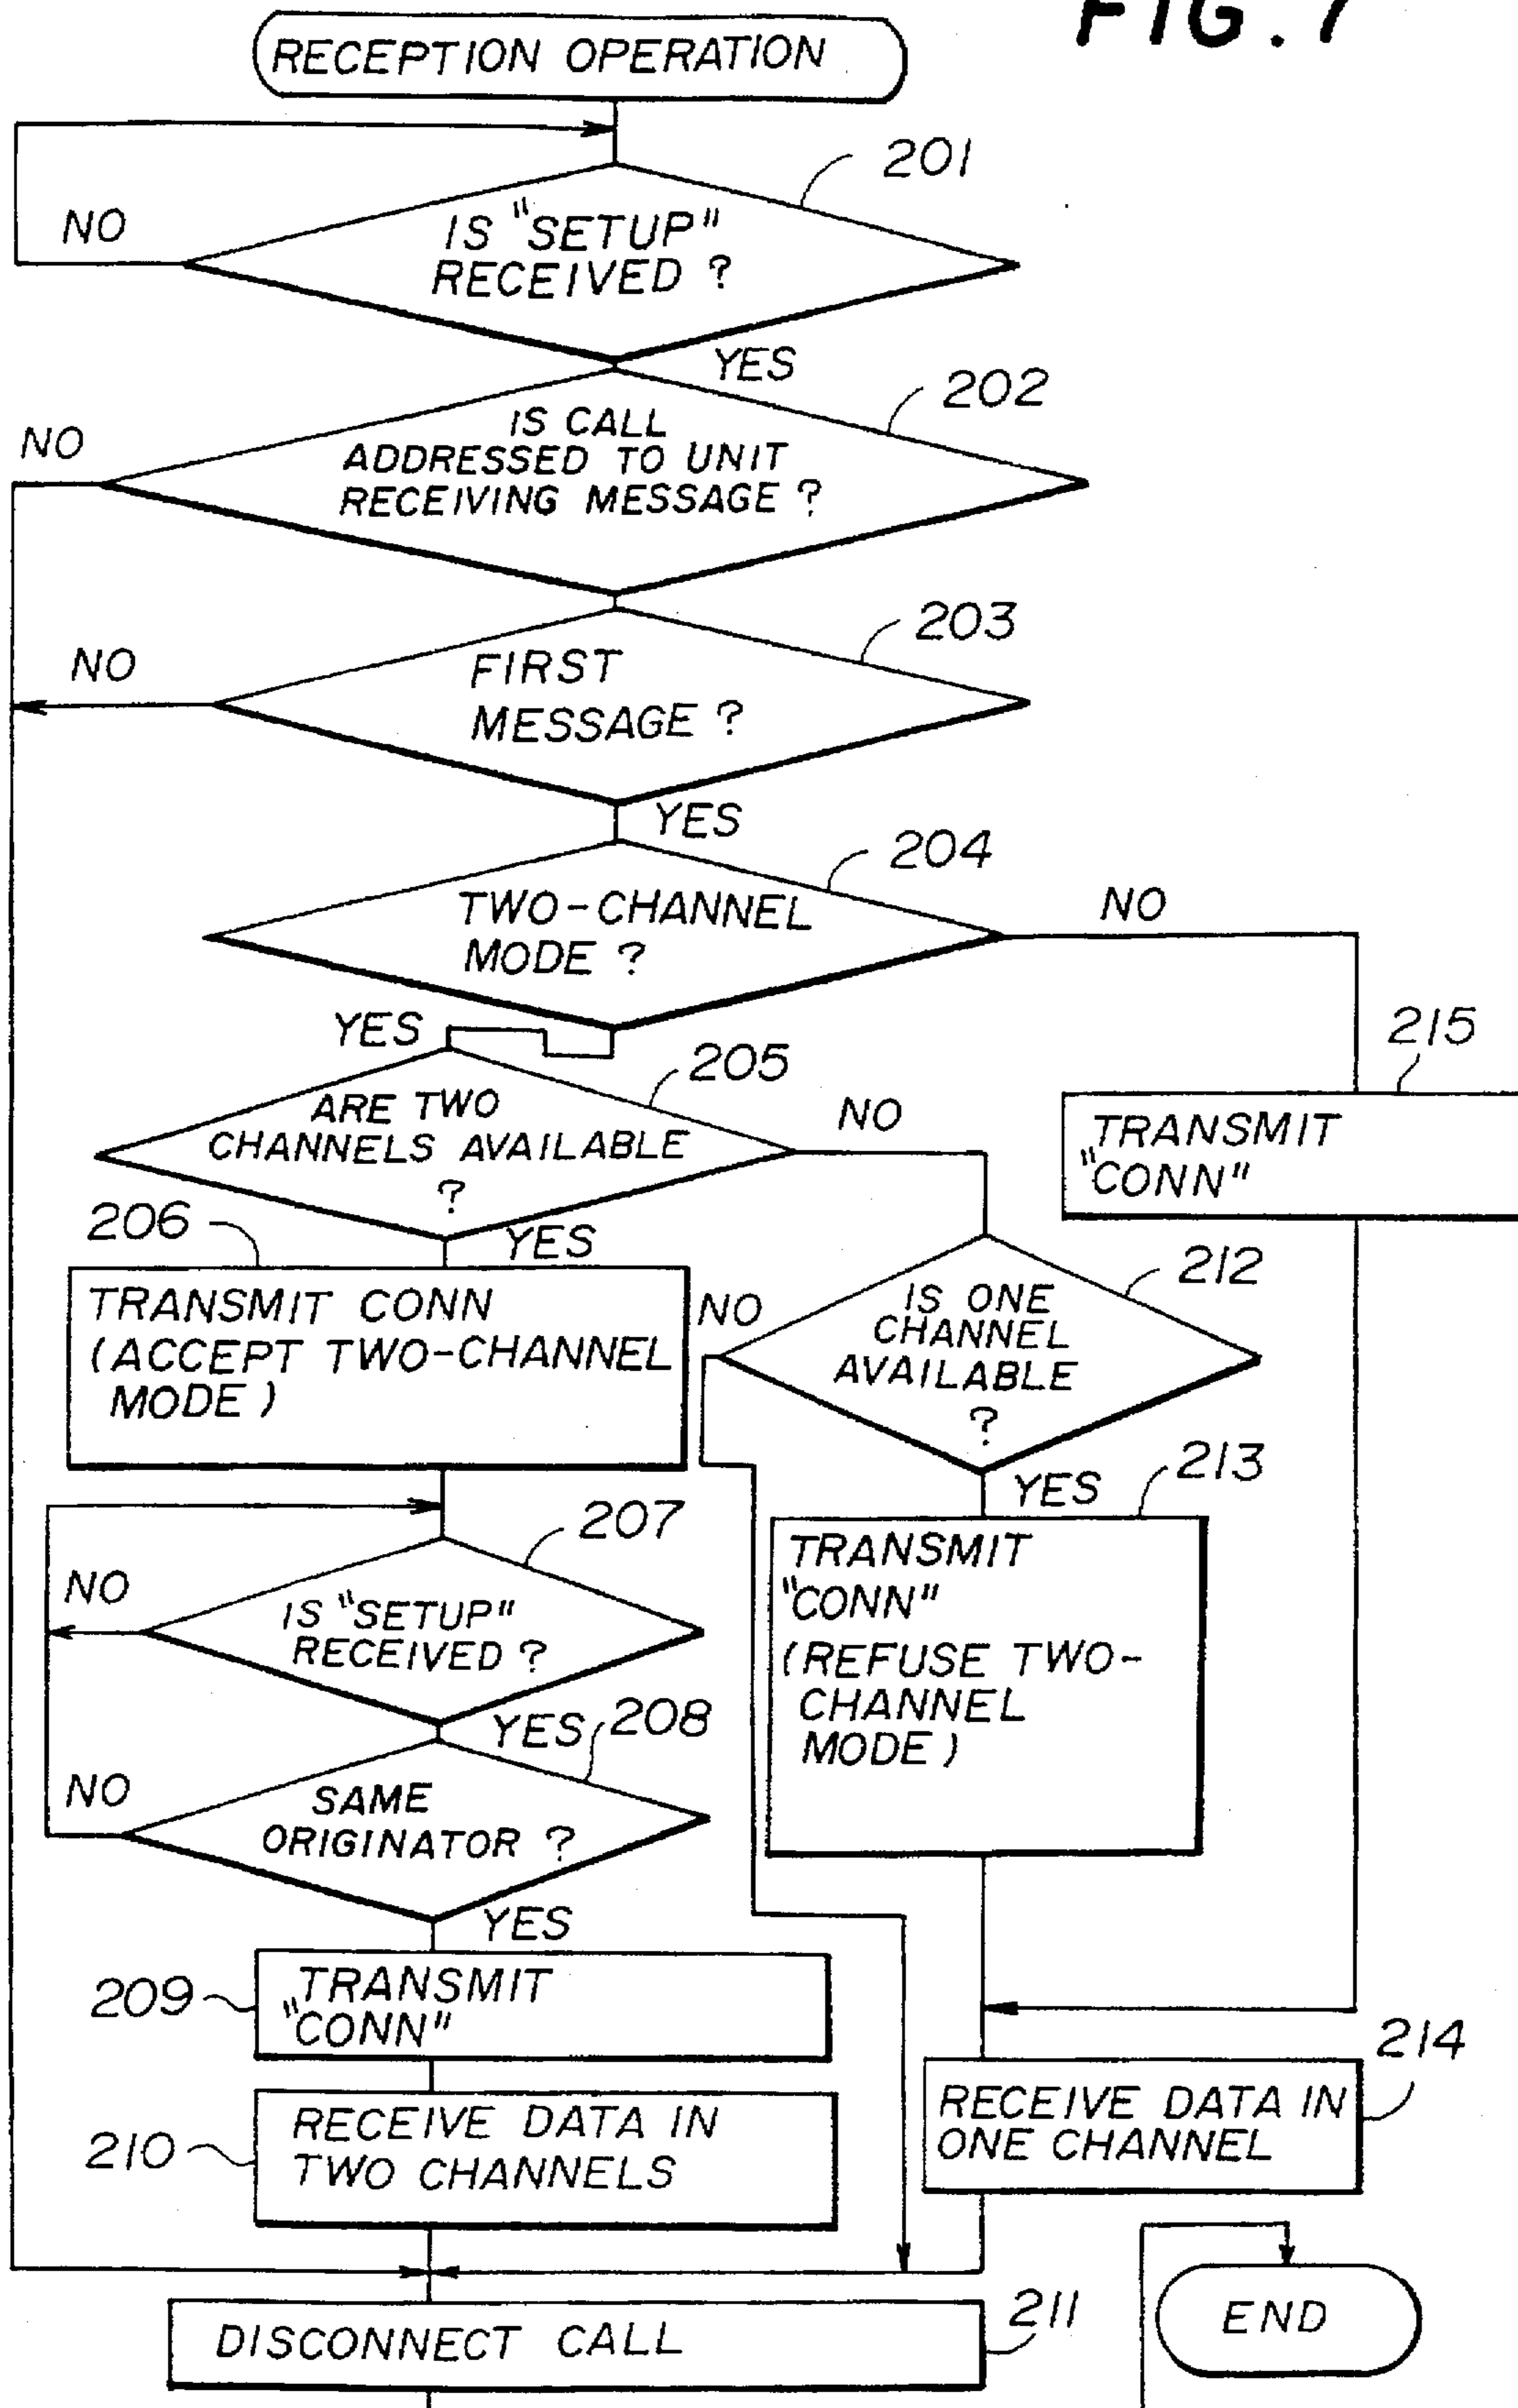 FIG. 7
RECEPTION OPERATION
201
NO
IS "SETUP"
RECEIVED ?
YES
202
NO
IS CALL
ADDRESSED TO UNIT
RECEIVING MESSAGE ?
203
NO
FIRST
MESSAGE ?
YES
204
NO
TWO-CHANNEL
MODE ?
YES
215
205
ARE TWO
CHANNELS AVAILABLE
?
NO
TRANSMIT
"CONN"
206
YES
212
TRANSMIT CONN
(ACCEPT TWO-CHANNEL
MODE)
NO
IS ONE
CHANNEL
AVAILABLE
?
213
YES
207
NO
IS "SETUP"
RECEIVED ?
TRANSMIT
"CONN"
(REFUSE TWO-
CHANNEL
MODE)
YES
208
NO
SAME
ORIGINATOR ?
YES
209
TRANSMIT
"CONN"
214
210
RECEIVE DATA IN
TWO CHANNELS
RECEIVE DATA IN
ONE CHANNEL
211
DISCONNECT CALL
END